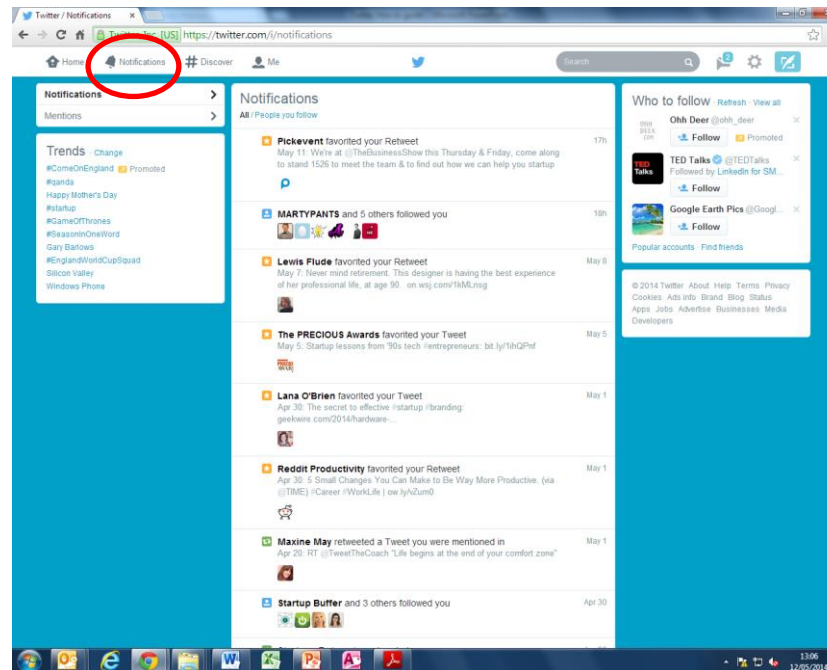 Twitter / Notifications
Twitter, Inc. [US] https://twitter.com/i/notifications
Home Notifications # Discover Me Search 2
Notifications
Mentions
Trends · Change
#ComeOnEngland Promoted
#qanda
Happy Mother's Day
#startup
#GameOfThrones
#SeasonInOneWord
Gary Barlows
#EnglandWorldCupSquad
Silicon Valley
Windows Phone
Notifications
All / People you follow
Pickevent favorited your Retweet 17h
May 11: We're at @TheBusinessShow this Thursday & Friday, come along
to stand 1526 to meet the team & to find out how we can help you startup
MARTYPANTS and 5 others followed you 18h
Lewis Flude favorited your Tweet May 8
May 7: Never mind retirement. This designer is having the best experience
of her professional life, at age 90. on.wsj.com/1kMLnsg
The PRECIOUS Awards favorited your Tweet May 5
May 5: Startup lessons from '90s tech #entrepreneurs: bit.ly/1ihQPnf
Lana O'Brien favorited your Tweet May 1
Apr 30: The secret to effective #startup #branding:
geekwire.com/2014/hardware-...
Reddit Productivity favorited your Retweet May 1
Apr 30: 5 Small Changes You Can Make to Be Way More Productive: (via
@TIME) #Career #WorkLife | ow.ly/vZum0
Maxine May retweeted a Tweet you were mentioned in May 1
Apr 20: RT @TweetTheCoach "Life begins at the end of your comfort zone"
Startup Buffer and 3 others followed you Apr 30
Who to follow · Refresh · View all
Ohh Deer @ohh_deer
Follow Promoted
TED Talks @TEDTalks
Followed by LinkedIn for SM...
Follow
TED
Talks
Google Earth Pics @Googl...
Follow
Popular accounts · Find friends
© 2014 Twitter About Help Terms Privacy
Cookies Ads info Brand Blog Status
Apps Jobs Advertise Businesses Media
Developers
13:06
12/05/201